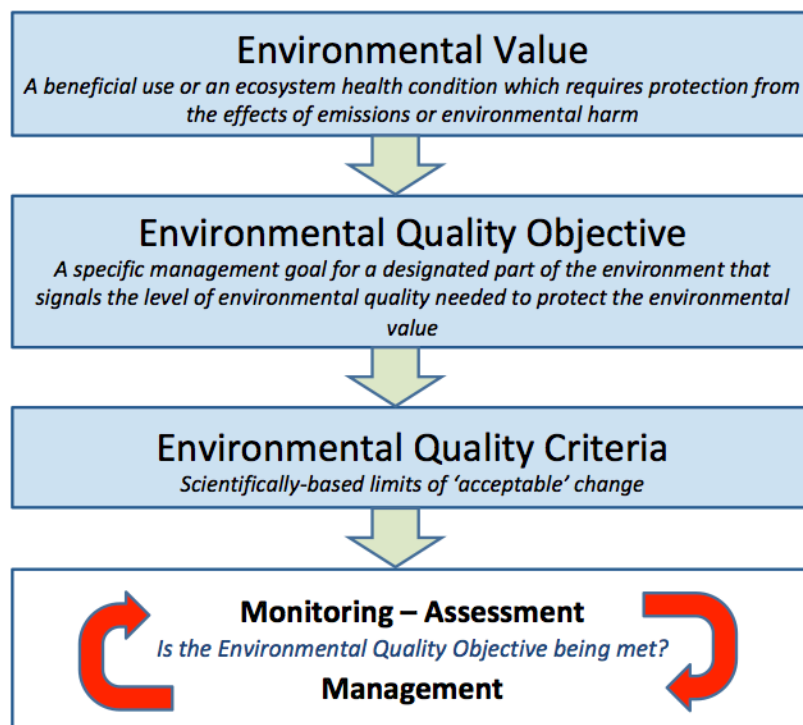 Environmental Value
A beneficial use or an ecosystem health condition which requires protection from
the effects of emissions or environmental harm
Environmental Quality Objective
A specific management goal for a designated part of the environment that
signals the level of environmental quality needed to protect the environmental
value
Environmental Quality Criteria
Scientifically-based limits of ‘acceptable’ change
Monitoring – Assessment
Is the Environmental Quality Objective being met?
Management